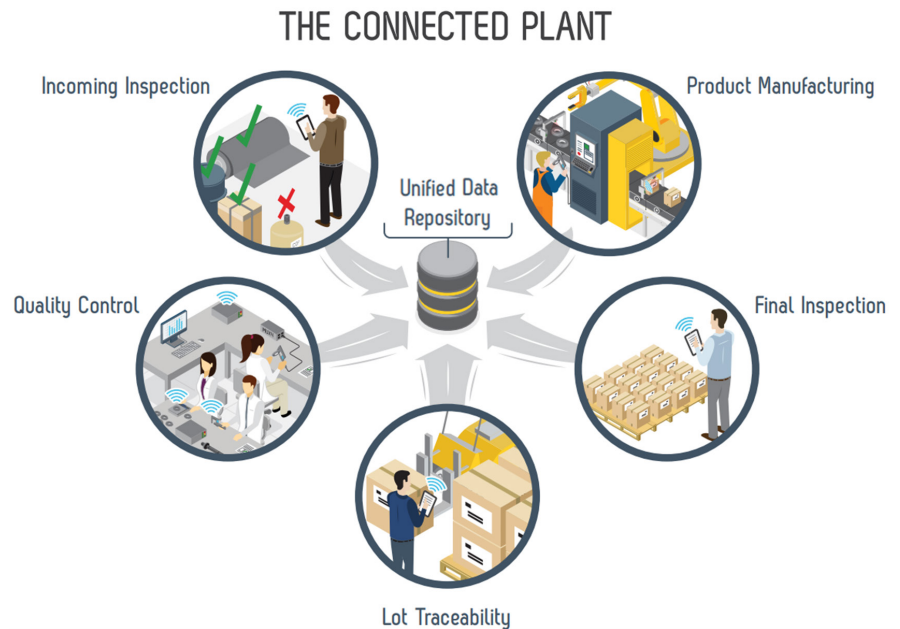 THE CONNECTED PLANT
Incoming Inspection
Product Manufacturing
Unified Data
Repository
Quality Control
Final Inspection
Lot Traceability